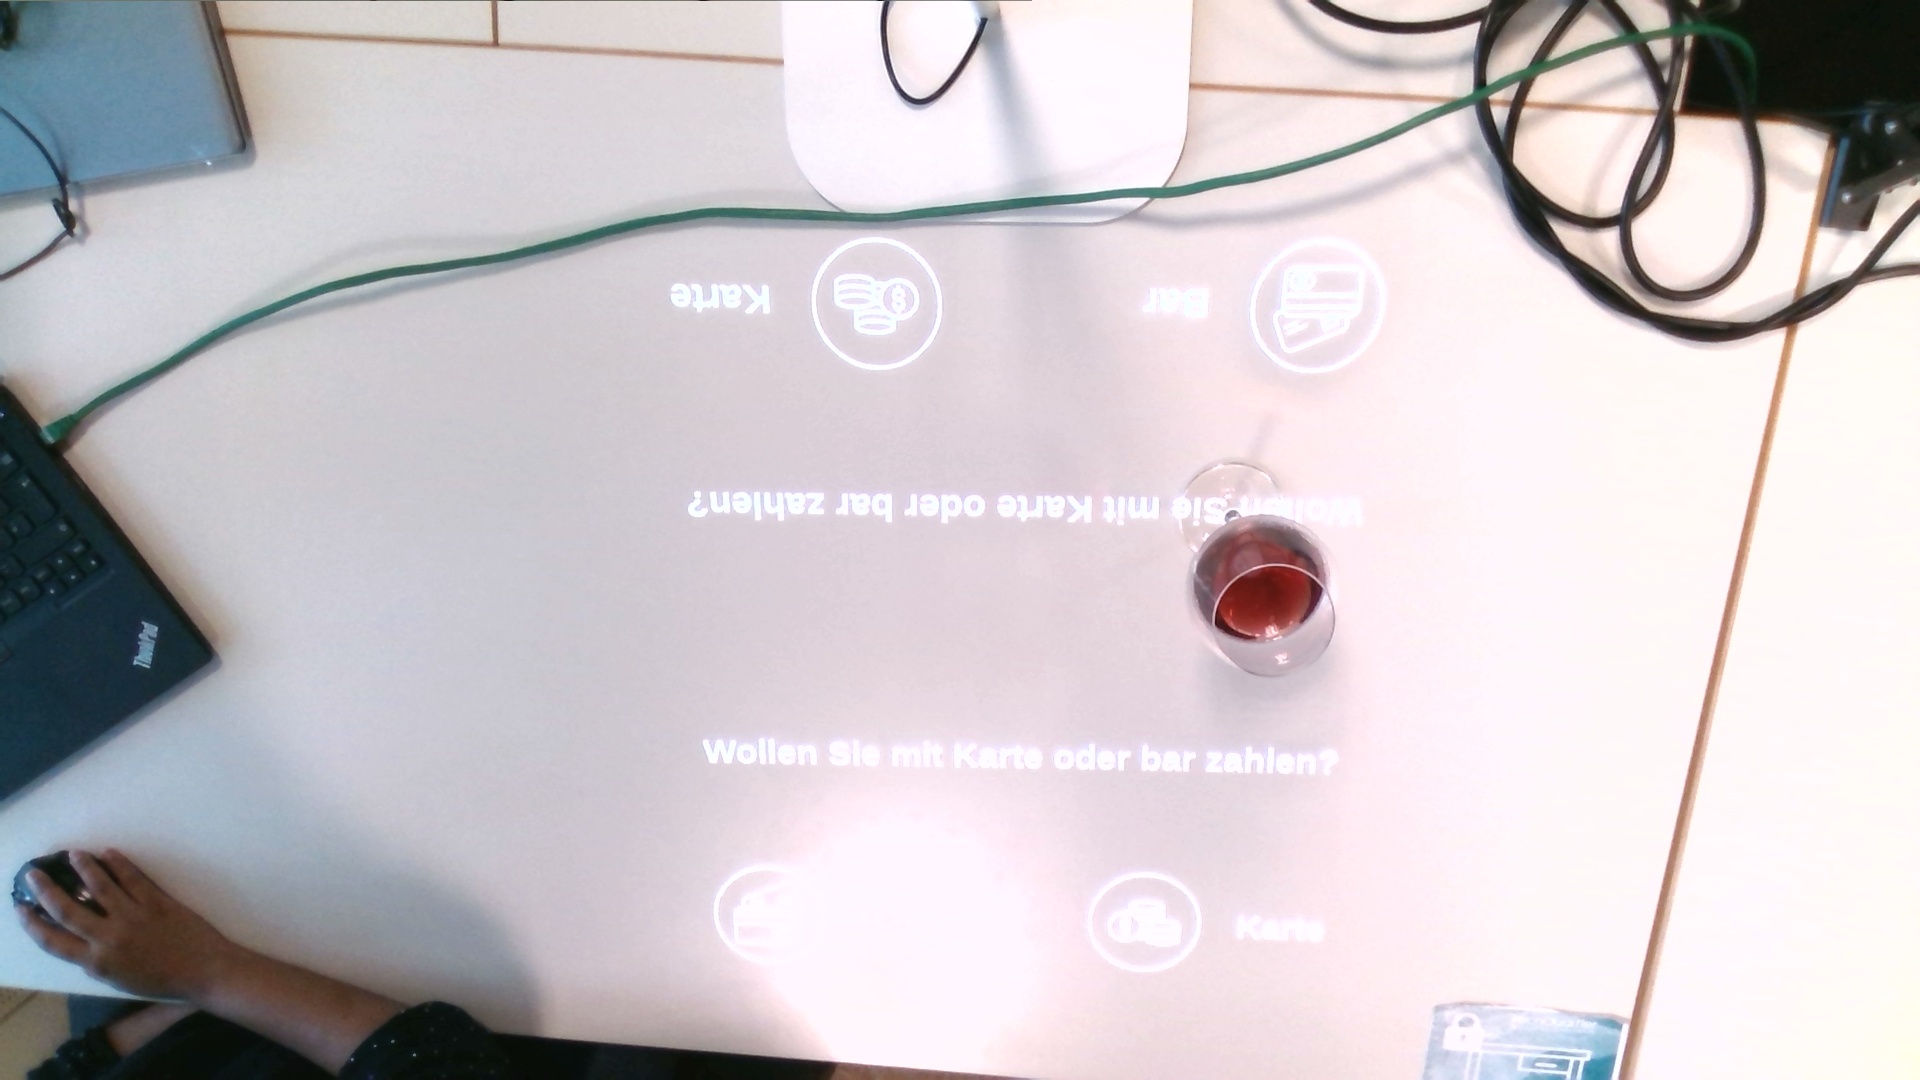 Karte
Bar
Wollen Sie mit Karte oder bar zahlen?
ThinkPad
Wollen Sie mit Karte oder bar zahlen?
Karte